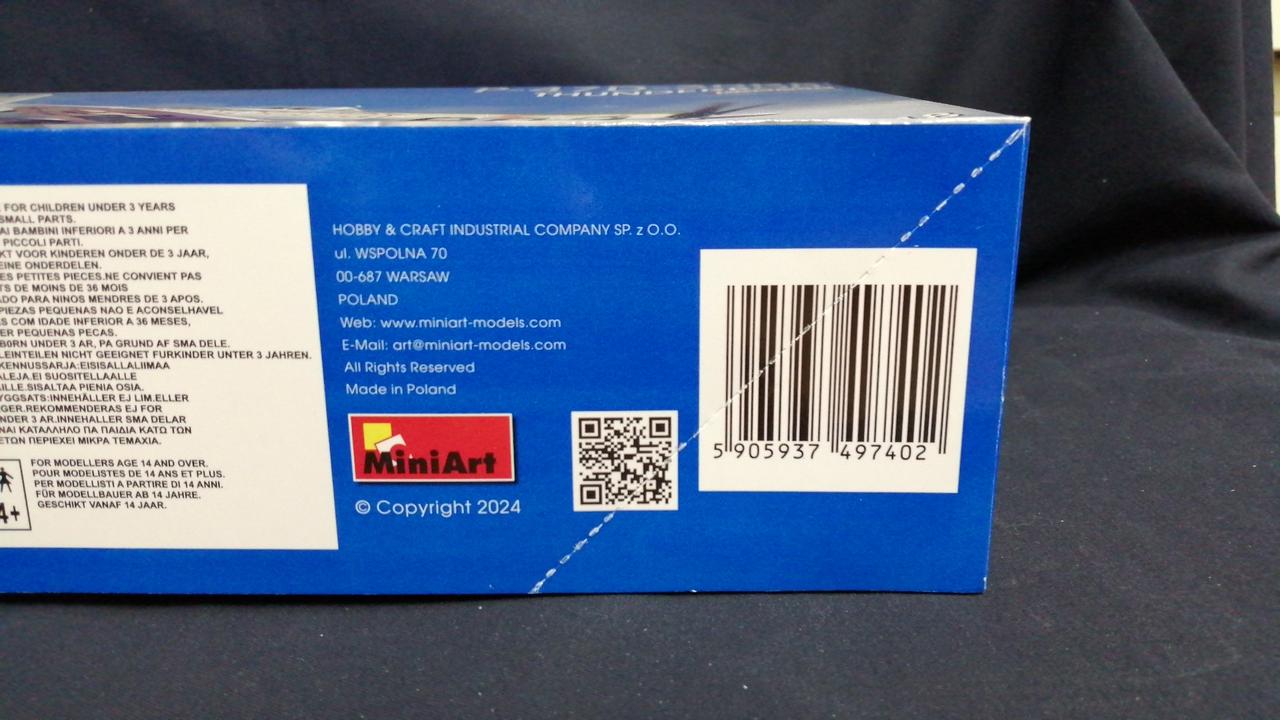 THUNDER
FOR CHILDREN UNDER 3 YEARS
SMALL PARTS.
AI BAMBINI INFERIORI A 3 ANNI PER
PICCOLI PARTI.
KT VOOR KINDEREN ONDER DE 3 JAAR,
EINE ONDERDELEN.
ES PETITES PIECES.NE CONVIENT PAS
TS DE MOINS DE 36 MOIS
ADO PARA NINOS MENDRES DE 3 APOS.
PIEZAS PEQUENAS NAO E ACONSELHAVEL
S COM IDADE INFERIOR A 36 MESES,
ER PEQUENAS PECAS.
BØRN UNDER 3 AR, PA GRUND AF SMA DELE.
LEINTEILEN NICHT GEEIGNET FURKINDER UNTER 3 JAHREN.
KENNUSSARJA:EISISALLALIIMAA
ALEJA.EI SUOSITELLAALLE
AILLE.SISALTAA PIENIA OSIA.
YGGSATS:INNEHÅLLER EJ LIM.ELLER
GER.REKOMMENDERAS EJ FOR
NDER 3 AR.INNEHALLER SMA DELAR
ΝΑΙ ΚΑΤΑΛΛΗΛΟ ΠΑ ΠΑΙΔΙΑ ΚΑΤΩ ΤΩΝ
ΕΤΩΝ ΠΕΡΙΕΧΕΙ ΜΙΚΡΑ ΤΕΜΑΧΙΑ.
4+
FOR MODELLERS AGE 14 AND OVER.
POUR MODELISTES DE 14 ANS ET PLUS.
PER MODELLISTI A PARTIRE DI 14 ANNI.
FÜR MODELLBAUER AB 14 JAHRE.
GESCHIKT VANAF 14 JAAR.
HOBBY & CRAFT INDUSTRIAL COMPANY SP. z O.O.
ul. WSPOLNA 70
00-687 WARSAW
POLAND
Web: www.miniart-models.com
E-Mail: art@miniart-models.com
All Rights Reserved
Made in Poland
MiniArt
© Copyright 2024
5 905937 497402